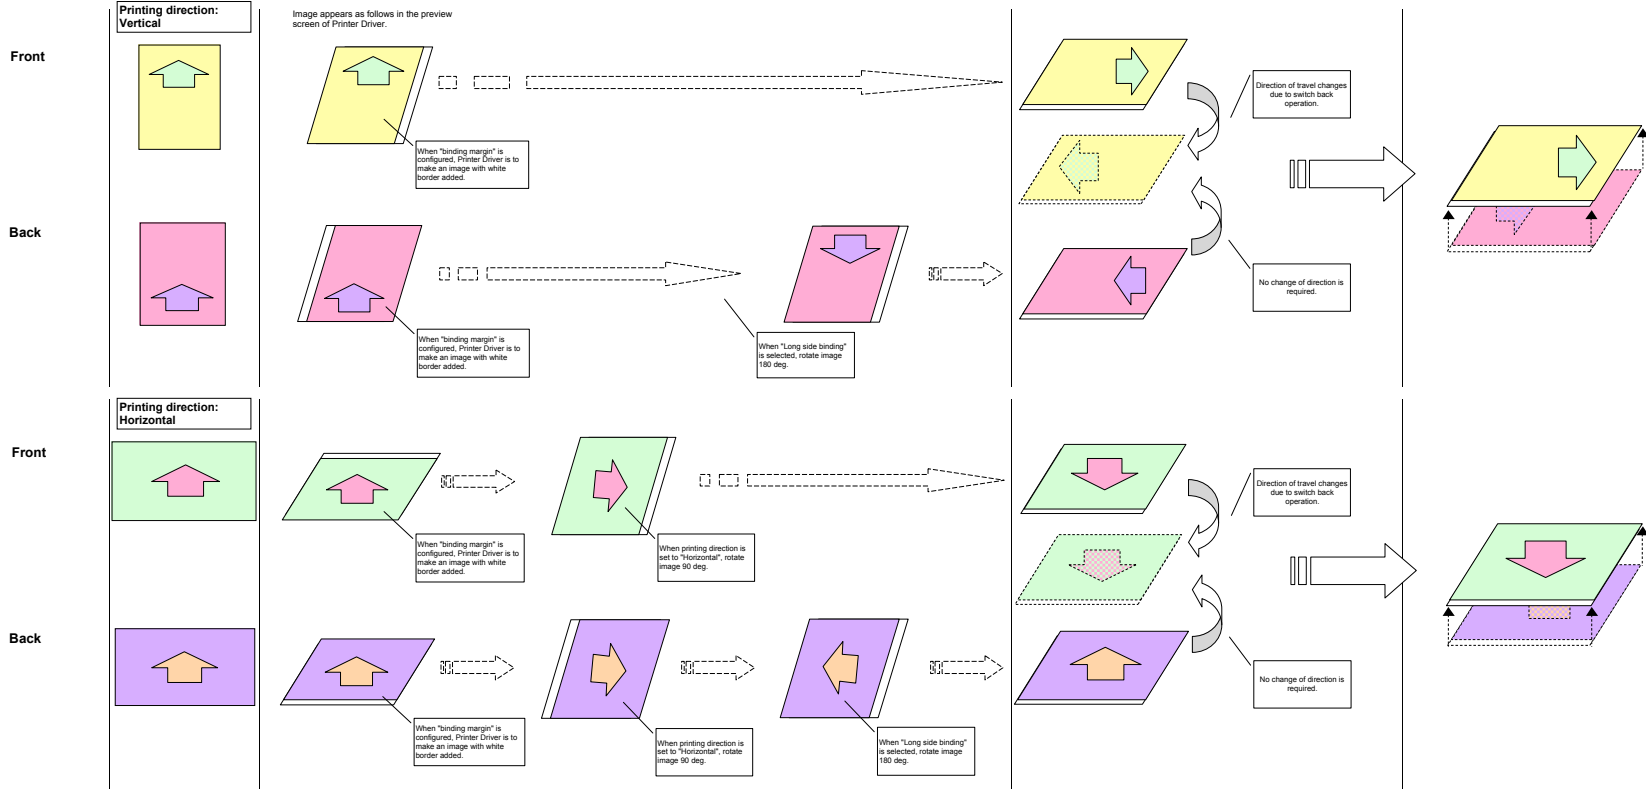 Printing direction:
Vertical
Image appears as follows in the preview
screen of Printer Driver.
Front
Direction of travel changes
due to switch back
operation.
When "binding margin" is
configured, Printer Driver is to
make an image with white
border added.
Back
No change of direction is
required.
When "binding margin" is
configured, Printer Driver is to
make an image with white
border added.
When "Long side binding"
is selected, rotate image
180 deg.
Printing direction:
Horizontal
Front
Direction of travel changes
due to switch back
operation.
When "binding margin" is
configured, Printer Driver is to
make an image with white
border added.
When printing direction is
set to "Horizontal", rotate
image 90 deg.
Back
No change of direction is
required.
When "binding margin" is
configured, Printer Driver is to
make an image with white
border added.
When printing direction is
set to "Horizontal", rotate
image 90 deg.
When "Long side binding"
is selected, rotate image
180 deg.